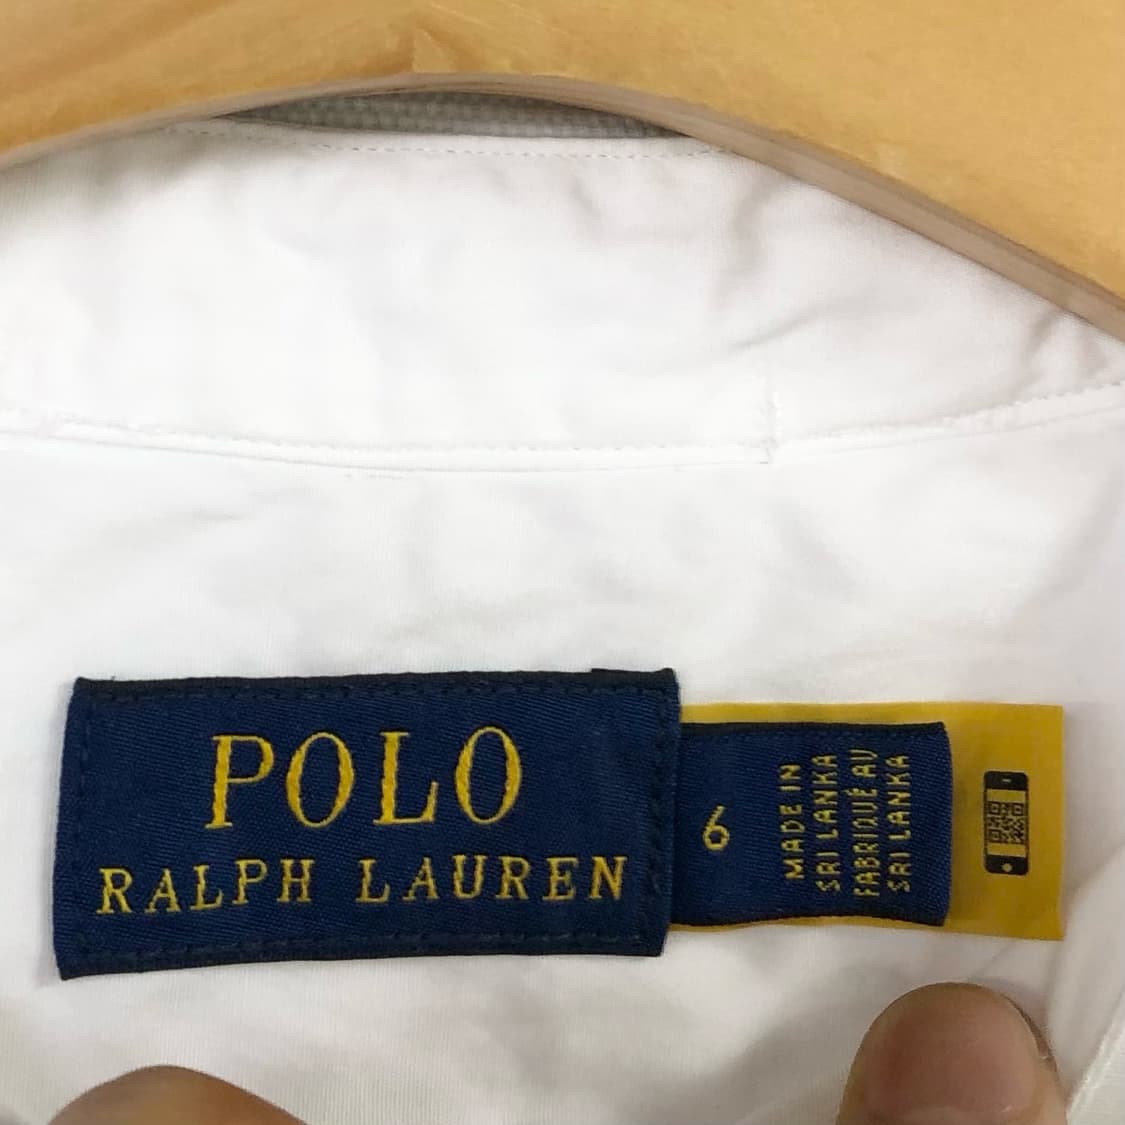 POLO
RALPH LAUREN
6
MADE IN
SRI LANKA
FABRIQUÉ AU
SRI LANKA